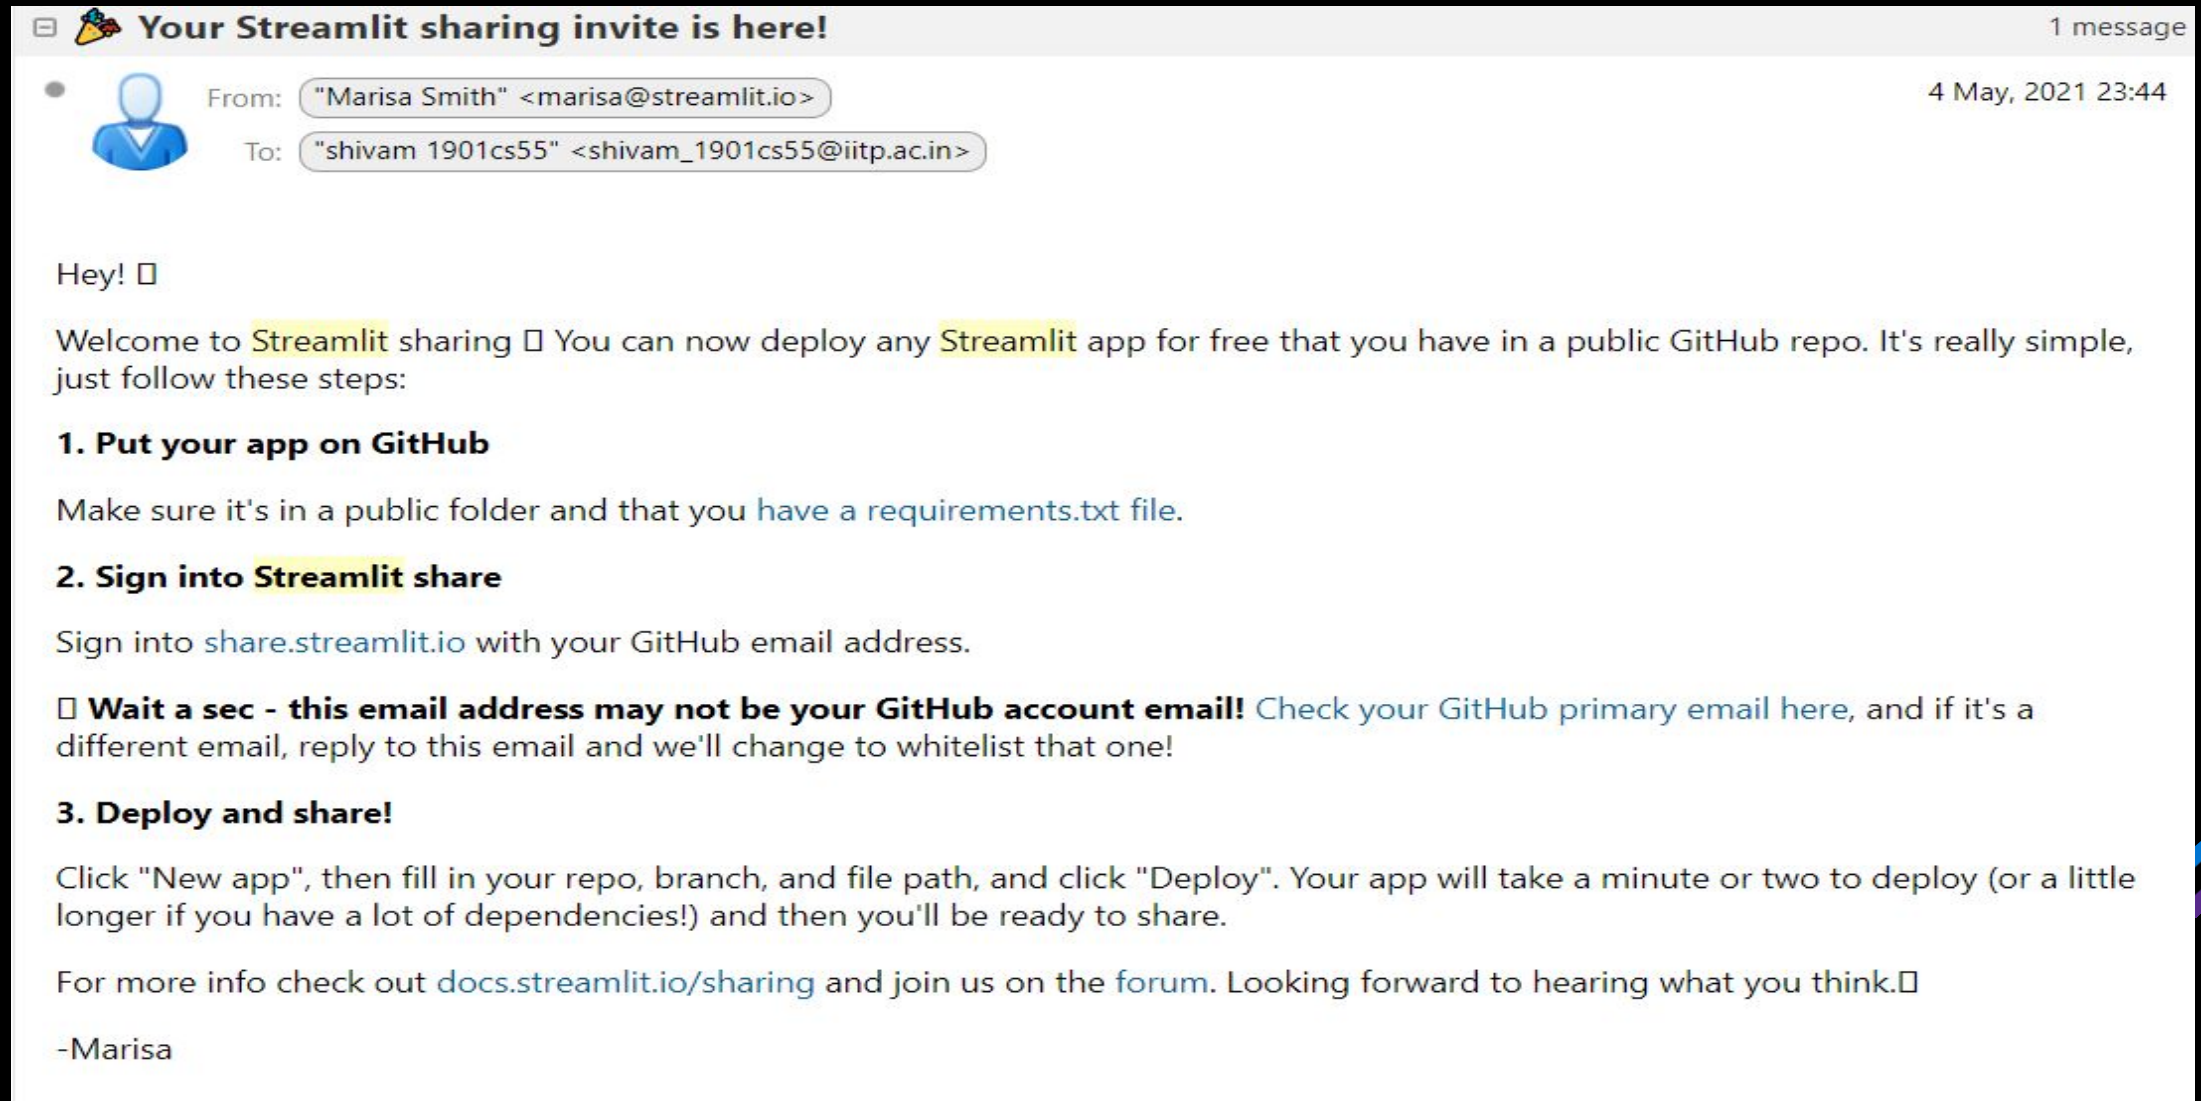 Your Streamlit sharing invite is here!
1 message
From: "Marisa Smith" <marisa@streamlit.io>
4 May, 2021 23:44
To: "shivam 1901cs55" <shivam_1901cs55@iitp.ac.in>
Hey! 
Welcome to Streamlit sharing You can now deploy any Streamlit app for free that you have in a public GitHub repo. It's really simple,
just follow these steps:
1. Put your app on GitHub
Make sure it's in a public folder and that you have a requirements.txt file.
2. Sign into Streamlit share
Sign into share.streamlit.io with your GitHub email address.
Wait a sec - this email address may not be your GitHub account email! Check your GitHub primary email here, and if it's a
different email, reply to this email and we'll change to whitelist that one!
3. Deploy and share!
Click "New app", then fill in your repo, branch, and file path, and click "Deploy". Your app will take a minute or two to deploy (or a little
longer if you have a lot of dependencies!) and then you'll be ready to share.
For more info check out docs.streamlit.io/sharing and join us on the forum. Looking forward to hearing what you think.
-Marisa